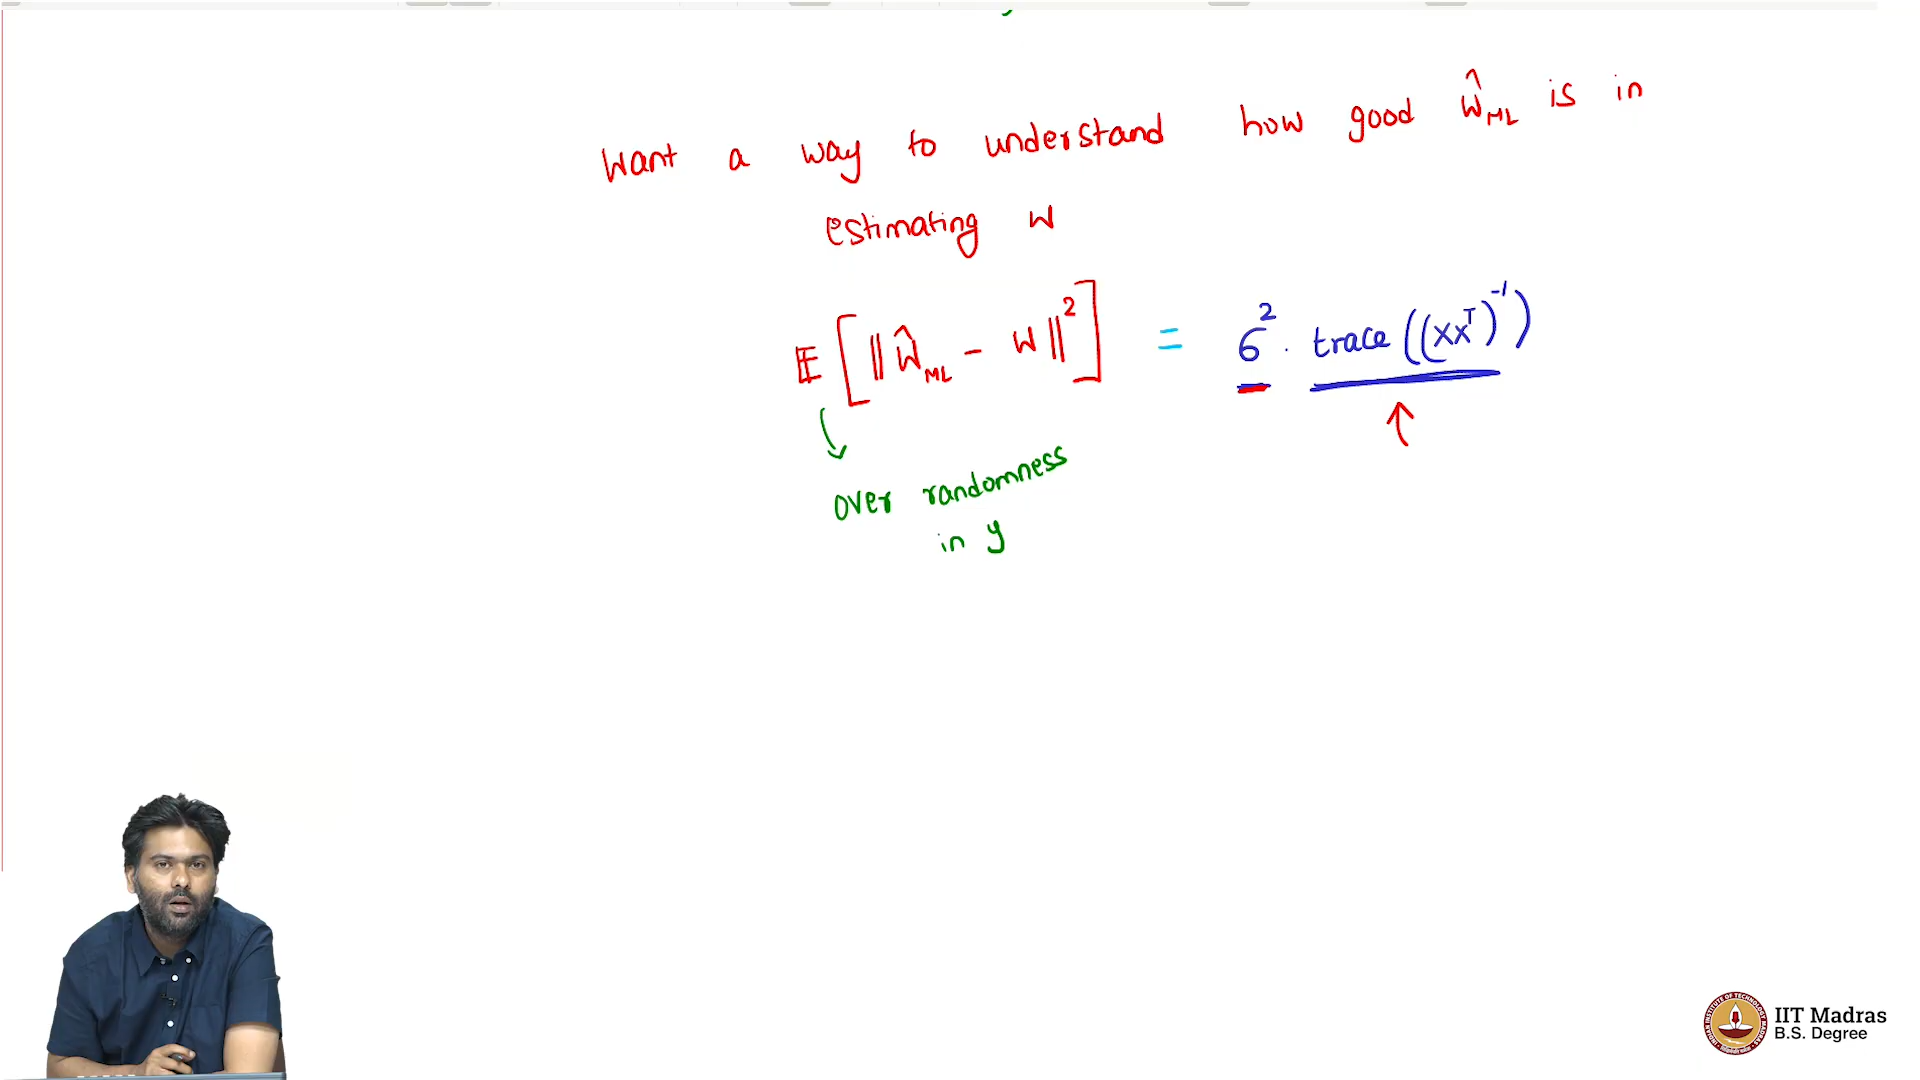 Want a way to understand how good ŵ_ML is in
estimating w
E[||ŵ_ML - w||²] = σ² · trace((XXᵀ)⁻¹)
over randomness
in y
IIT Madras
B.S. Degree